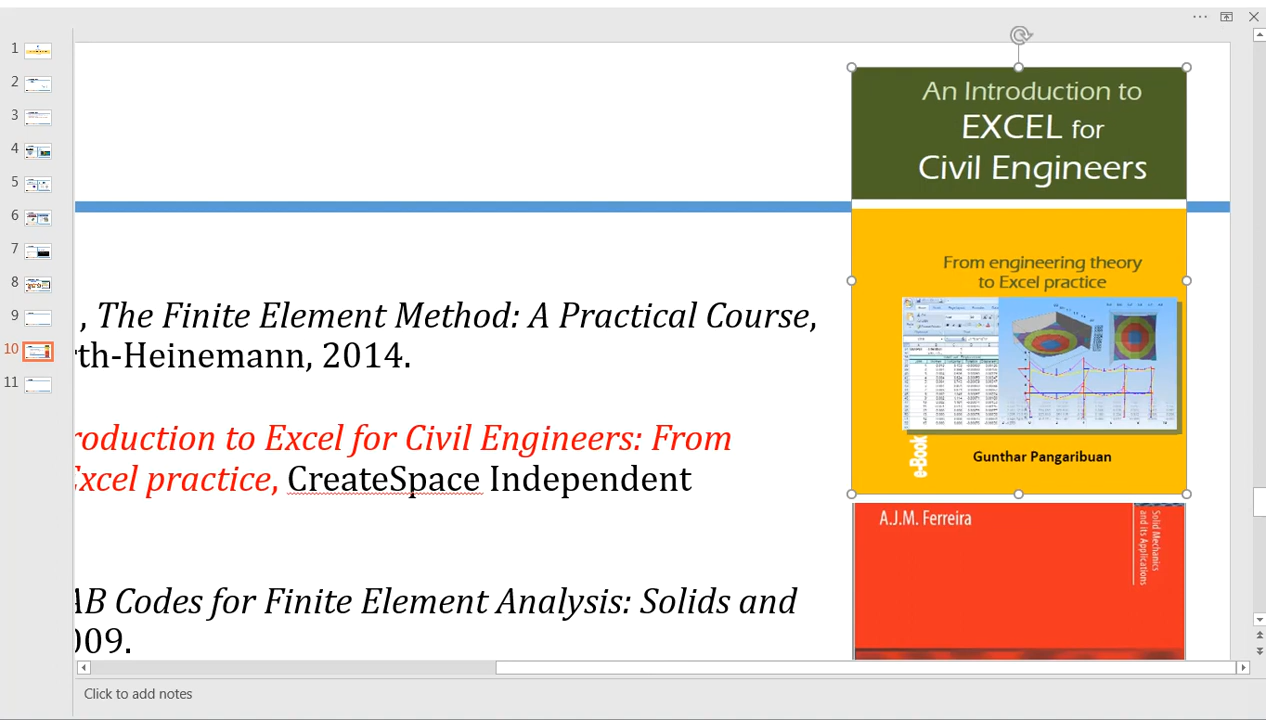 1
2
3
4
5
6
7
8
9
10
11
, The Finite Element Method: A Practical Course,
rth-Heinemann, 2014.
roduction to Excel for Civil Engineers: From
Excel practice, CreateSpace Independent
AB Codes for Finite Element Analysis: Solids and
009.
An Introduction to
EXCEL for
Civil Engineers
From engineering theory
to Excel practice
e-Book
Gunthar Pangaribuan
A.J.M. Ferreira
Solid Mechanics
and its Applications
Click to add notes